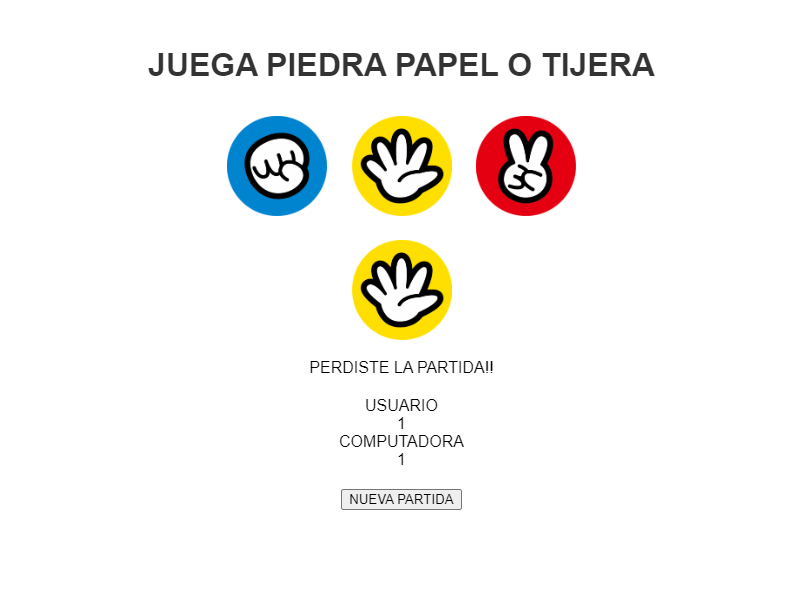 JUEGA PIEDRA PAPEL O TIJERA
PERDISTE LA PARTIDA!!
USUARIO
1
COMPUTADORA
1
NUEVA PARTIDA